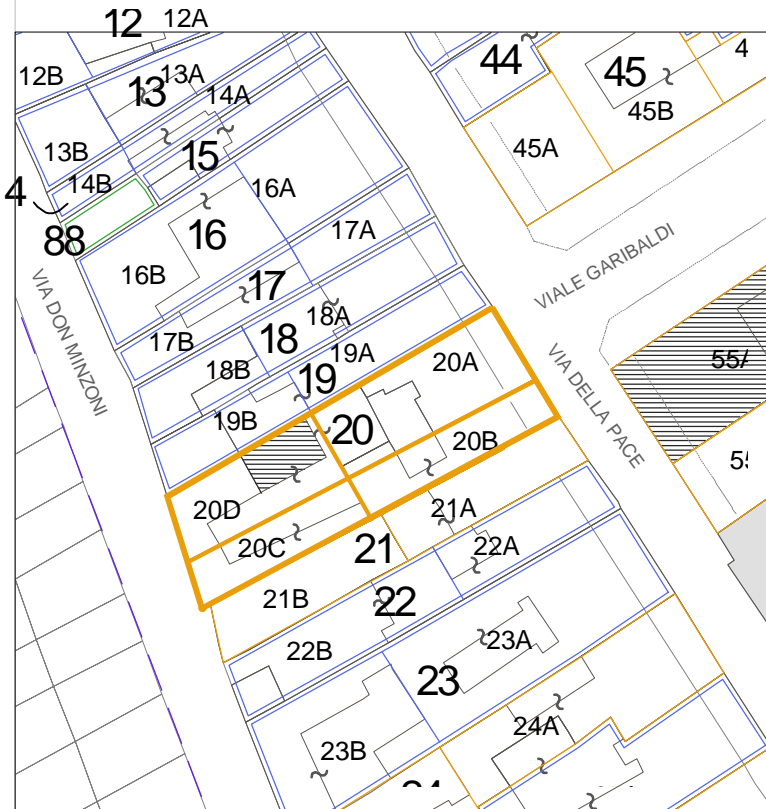 12
12A
12B
13
13A
14A
44
45
4
45B
13B
14B
15
45A
4
16A
88
16
17A
16B
17
VIA DON MINZONI
VIALE GARIBALDI
17B
18
18A
19A
18B
19
20A
VIA DELLA PACE
19B
20
20B
20D
20C
21
21A
22A
21B
22
22B
23A
23
24A
23B